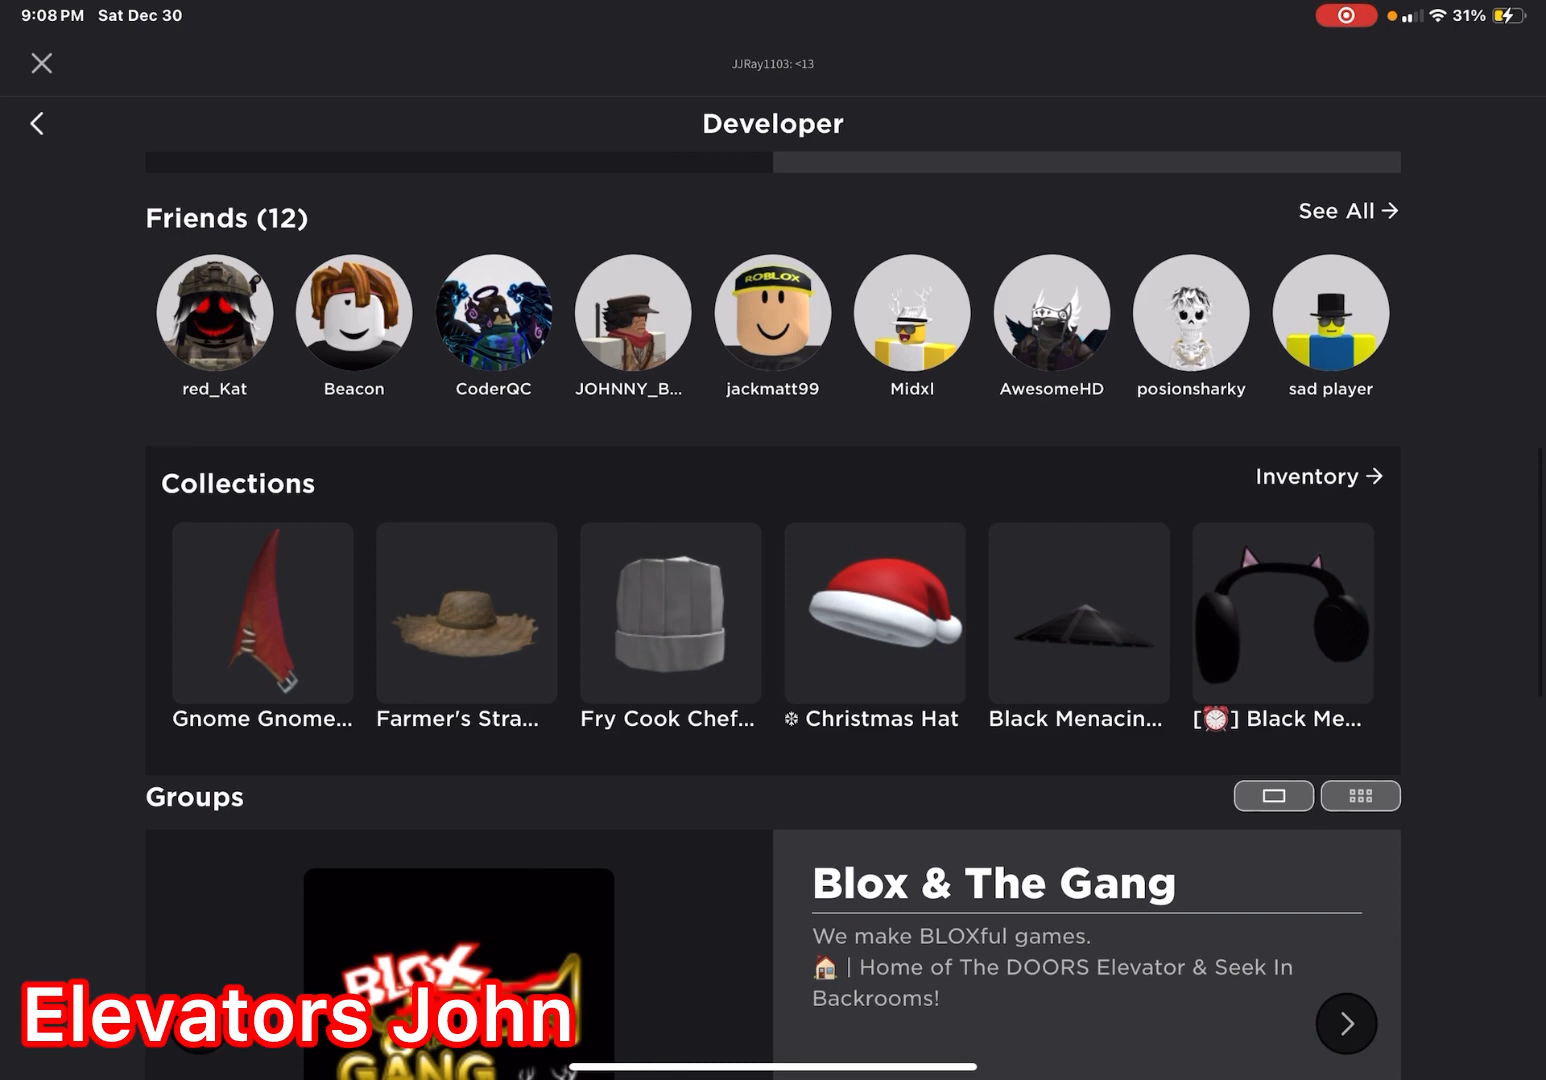 9:08 PM Sat Dec 30
31%
JJRay1103: <13
Developer
Friends (12)
See All →
ROBLOX
red_Kat
Beacon
CoderQC
JOHNNY_B...
jackmatt99
Midxl
AwesomeHD
posionsharky
sad player
Collections
Inventory →
Gnome Gnome...
Farmer's Stra...
Fry Cook Chef...
❄ Christmas Hat
Black Menacin...
[⏰] Black Me...
Groups
Blox & The Gang
We make BLOXful games.
🏠 | Home of The DOORS Elevator & Seek In
Backrooms!
BLOX
GANG
Elevators John